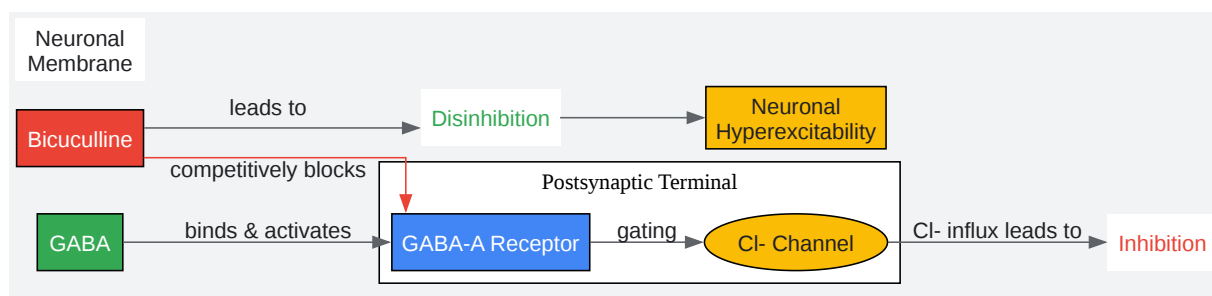 Neuronal
Membrane
leads to
Bicuculline
Disinhibition
Neuronal
Hyperexcitability
competitively blocks
Postsynaptic Terminal
GABA
binds & activates
GABA-A Receptor
gating
Cl- Channel
Cl- influx leads to
Inhibition